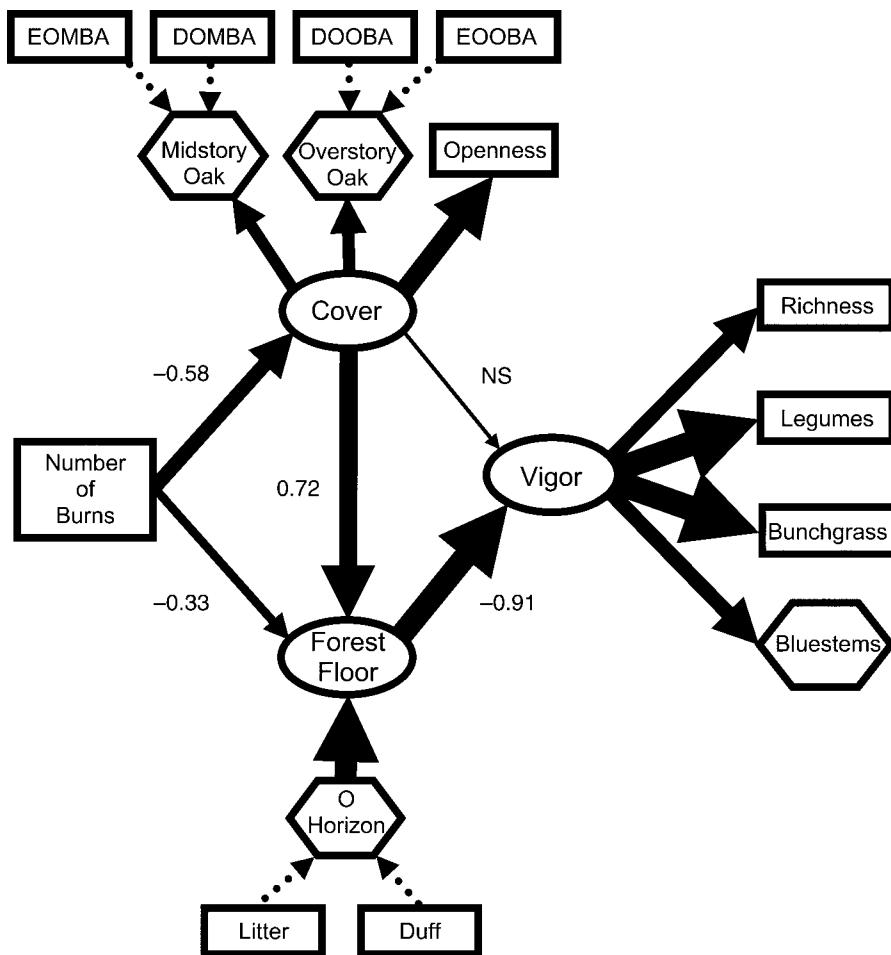 EOMBA
DOMBA
DOOBA
EOOBA
Midstory
Oak
Overstory
Oak
Openness
Cover
Richness
–0.58
NS
Legumes
Number
of
Burns
0.72
Vigor
Bunchgrass
–0.33
–0.91
Forest
Floor
Bluestems
O
Horizon
Litter
Duff